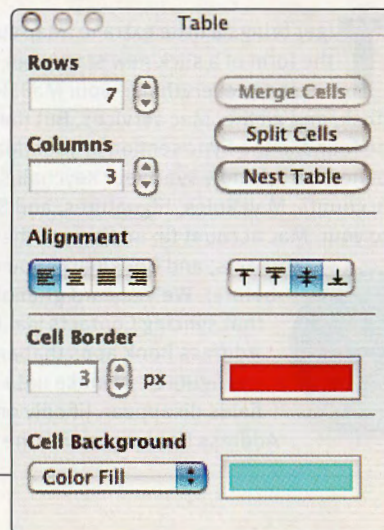 Table
Rows
7
Merge Cells
Split Cells
Columns
3
Nest Table
Alignment
Cell Border
3 px
Cell Background
Color Fill